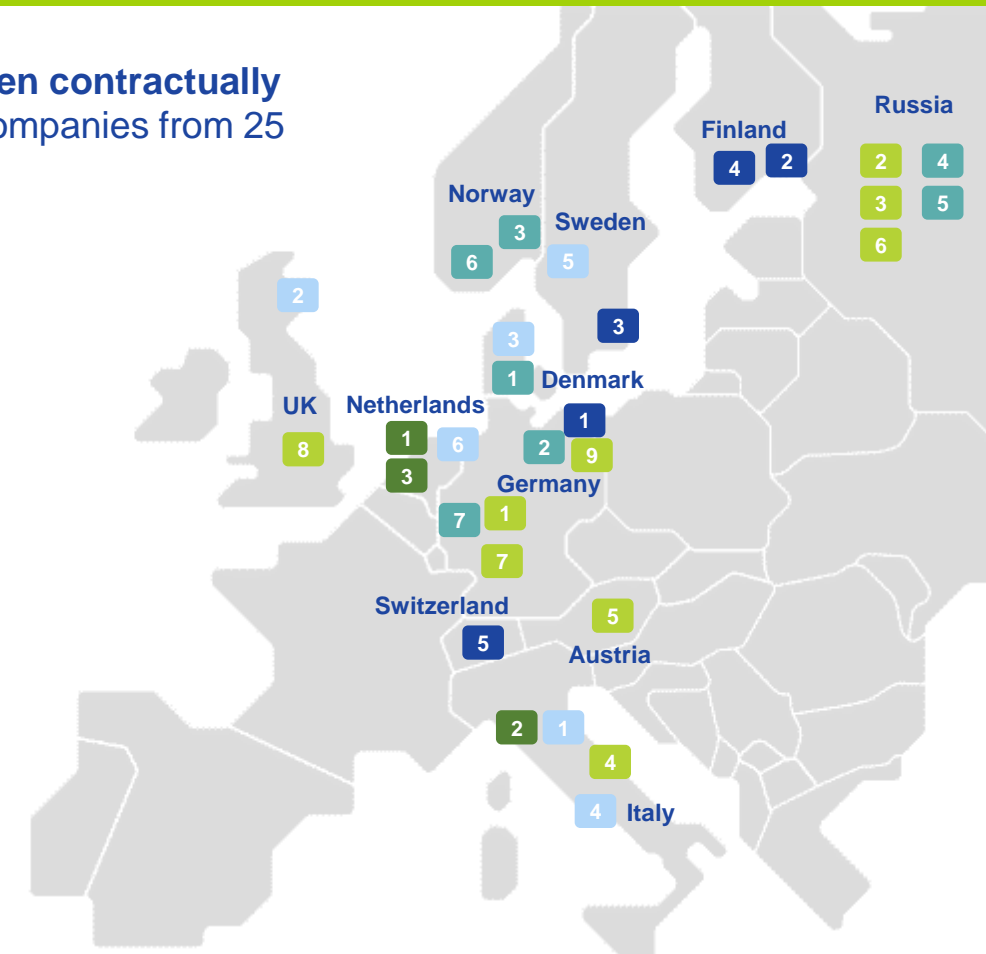 en contractually
ompanies from 25
Russia
Finland
2 4
4 2
Norway
3 5
3 Sweden
6 5
6
2
3
3
1 Denmark
UK Netherlands
1
1 6
2 9
8
3
Germany
7 1
7
Switzerland
5
5
Austria
2 1
4
4 Italy